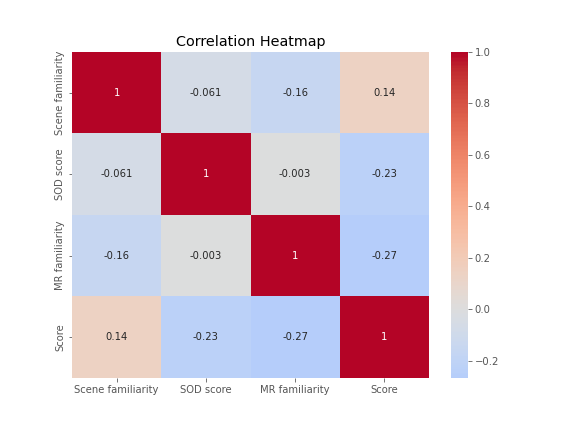 Correlation Heatmap
Scene familiarity
1
-0.061
-0.16
0.14
SOD score
-0.061
1
-0.003
-0.23
MR familiarity
-0.16
-0.003
1
-0.27
Score
0.14
-0.23
-0.27
1
Scene familiarity
SOD score
MR familiarity
Score
1.0
0.8
0.6
0.4
0.2
0.0
−0.2